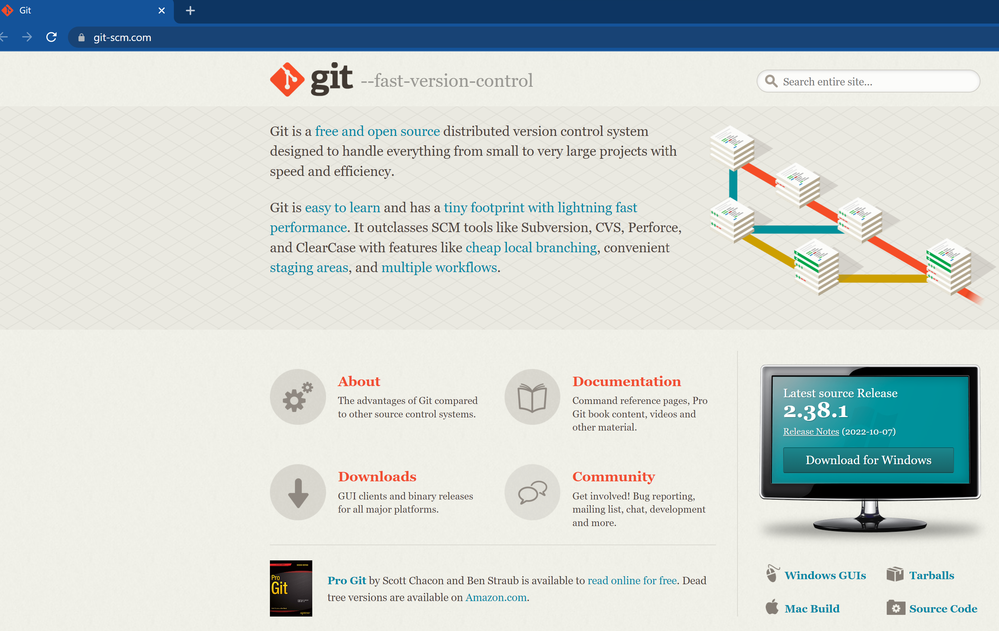 Git
git-scm.com
git --fast-version-control
Search entire site...
Git is a free and open source distributed version control system
designed to handle everything from small to very large projects with
speed and efficiency.
Git is easy to learn and has a tiny footprint with lightning fast
performance. It outclasses SCM tools like Subversion, CVS, Perforce,
and ClearCase with features like cheap local branching, convenient
staging areas, and multiple workflows.
About
The advantages of Git compared
to other source control systems.
Documentation
Command reference pages, Pro
Git book content, videos and
other material.
Downloads
GUI clients and binary releases
for all major platforms.
Community
Get involved! Bug reporting,
mailing list, chat, development
and more.
Pro
Git
Apress
Pro Git by Scott Chacon and Ben Straub is available to read online for free. Dead
tree versions are available on Amazon.com.
Latest source Release
2.38.1
Release Notes (2022-10-07)
Download for Windows
Windows GUIs
Tarballs
Mac Build
Source Code